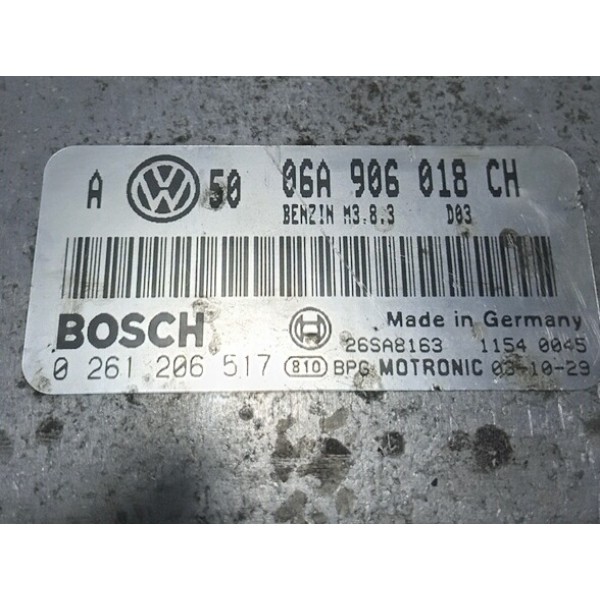 A VW 50 06A 906 018 CH
BENZIN M3.8.3 D03
BOSCH Made in Germany
26SA8163 1154 0045
0 261 206 517 810 BPG MOTRONIC 03-10-29